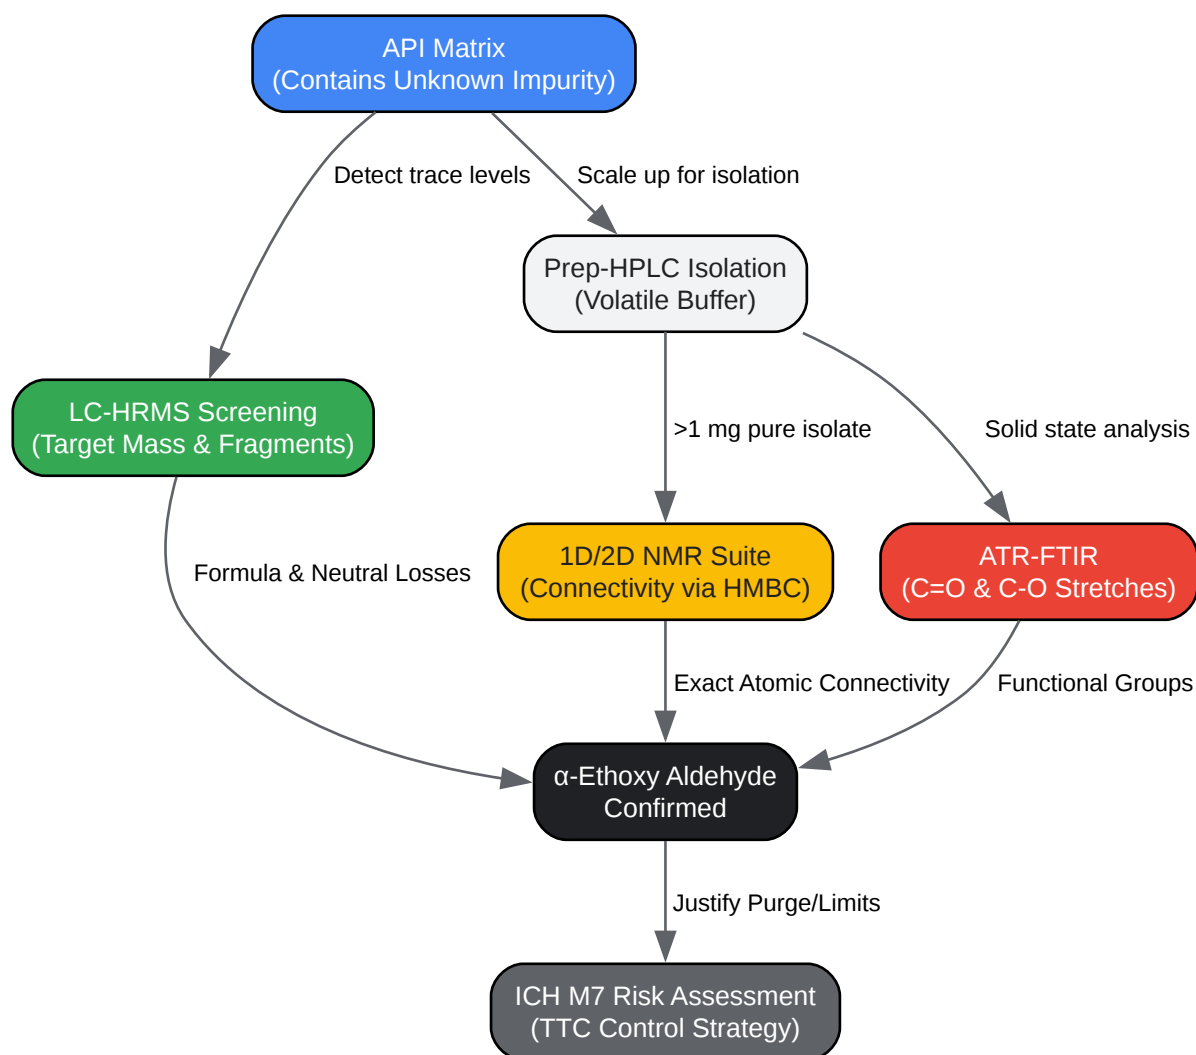 API Matrix
(Contains Unknown Impurity)
Detect trace levels
Scale up for isolation
Prep-HPLC Isolation
(Volatile Buffer)
LC-HRMS Screening
(Target Mass & Fragments)
>1 mg pure isolate
Solid state analysis
Formula & Neutral Losses
1D/2D NMR Suite
(Connectivity via HMBC)
ATR-FTIR
(C=O & C-O Stretches)
Exact Atomic Connectivity
Functional Groups
α-Ethoxy Aldehyde
Confirmed
Justify Purge/Limits
ICH M7 Risk Assessment
(TTC Control Strategy)